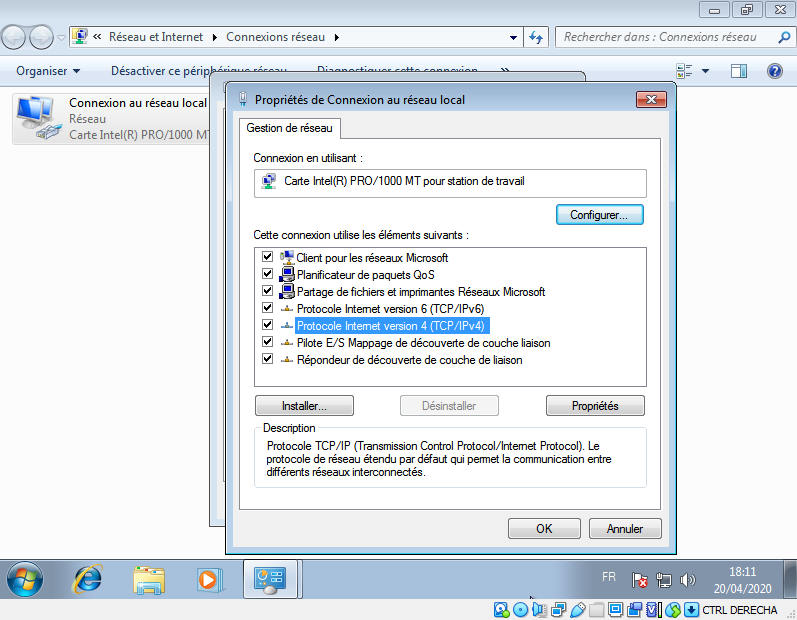 « Réseau et Internet Connexions réseau
Rechercher dans : Connexions réseau
Organiser Désactiver ce périphérique réseau Diagnostiquer cette connexion »
Connexion au réseau local
Réseau
Carte Intel(R) PRO/1000 MT
Propriétés de Connexion au réseau local
Gestion de réseau
Connexion en utilisant :
Carte Intel(R) PRO/1000 MT pour station de travail
Configurer...
Cette connexion utilise les éléments suivants :
Client pour les réseaux Microsoft
Planificateur de paquets QoS
Partage de fichiers et imprimantes Réseaux Microsoft
Protocole Internet version 6 (TCP/IPv6)
Protocole Internet version 4 (TCP/IPv4)
Pilote E/S Mappage de découverte de couche liaison
Répondeur de découverte de couche de liaison
Installer... Désinstaller Propriétés
Description
Protocole TCP/IP (Transmission Control Protocol/Internet Protocol). Le
protocole de réseau étendu par défaut qui permet la communication entre
différents réseaux interconnectés.
OK Annuler
FR
18:11
20/04/2020
CTRL DERECHA